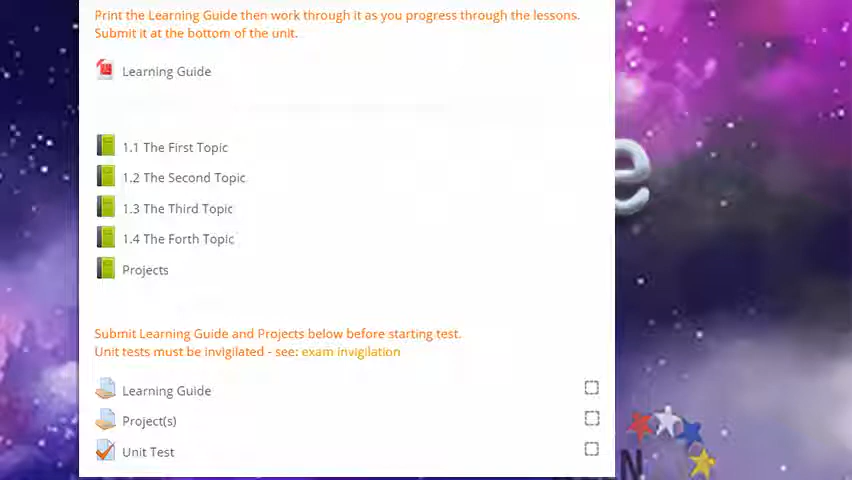 Print the Learning Guide then work through it as you progress through the lessons.
Submit it at the bottom of the unit.
Learning Guide
1.1 The First Topic
1.2 The Second Topic
1.3 The Third Topic
1.4 The Forth Topic
Projects
Submit Learning Guide and Projects below before starting test.
Unit tests must be invigilated - see: exam invigilation
Learning Guide
Project(s)
Unit Test